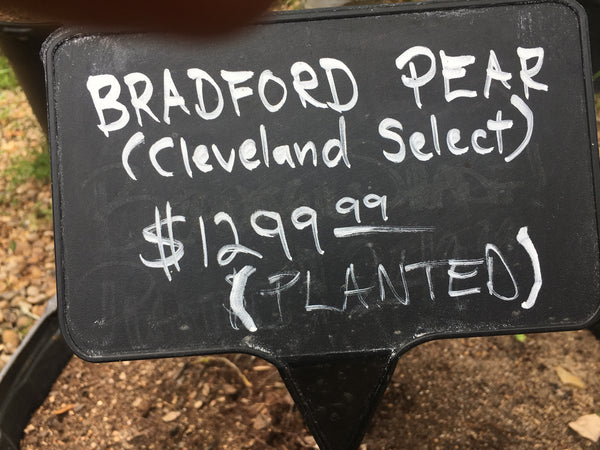 BRADFORD PEAR
(Cleveland Select)
$1299 99
(PLANTED)